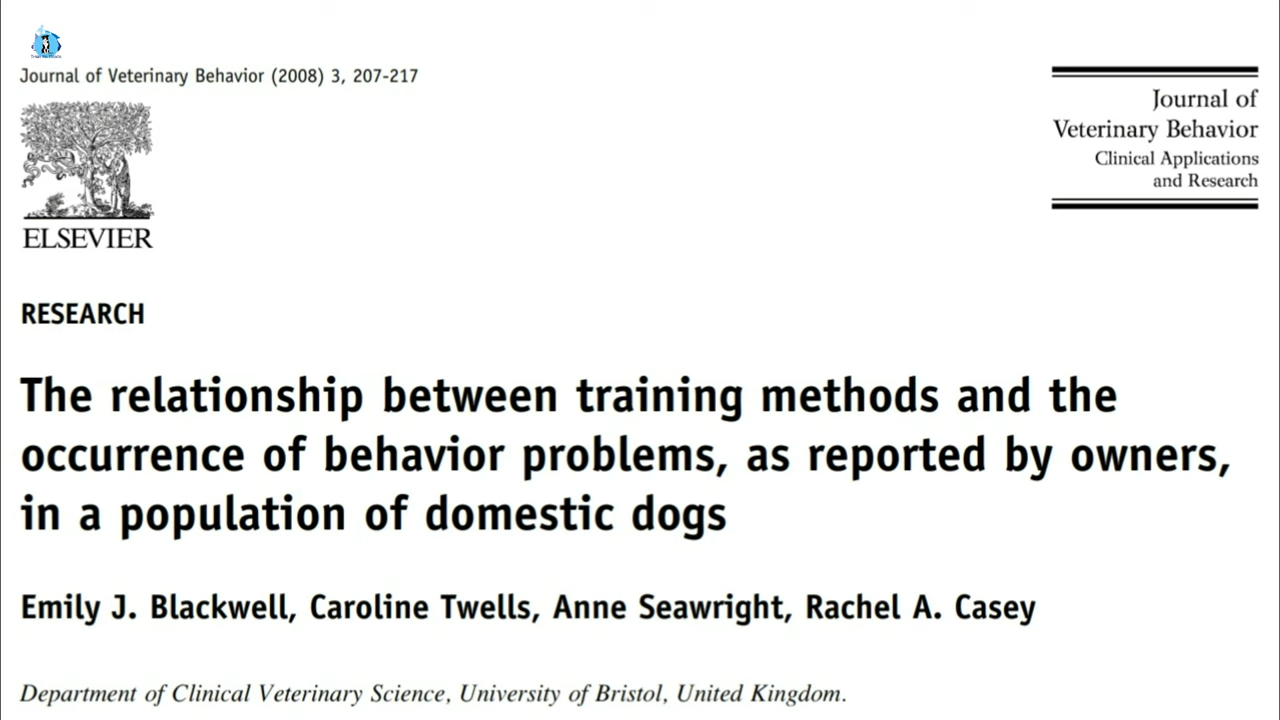 Journal of Veterinary Behavior (2008) 3, 207-217
ELSEVIER
Journal of
Veterinary Behavior
Clinical Applications
and Research
RESEARCH
The relationship between training methods and the
occurrence of behavior problems, as reported by owners,
in a population of domestic dogs
Emily J. Blackwell, Caroline Twells, Anne Seawright, Rachel A. Casey
Department of Clinical Veterinary Science, University of Bristol, United Kingdom.